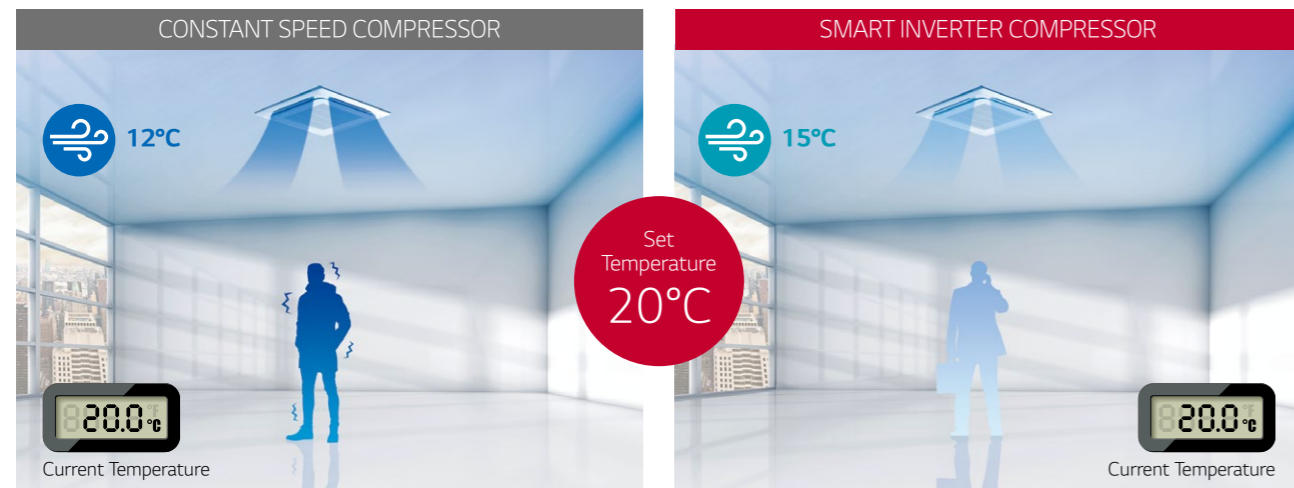 CONSTANT SPEED COMPRESSOR
12°C
20.0 °C
Current Temperature
Set
Temperature
20°C
SMART INVERTER COMPRESSOR
15°C
20.0 °C
Current Temperature